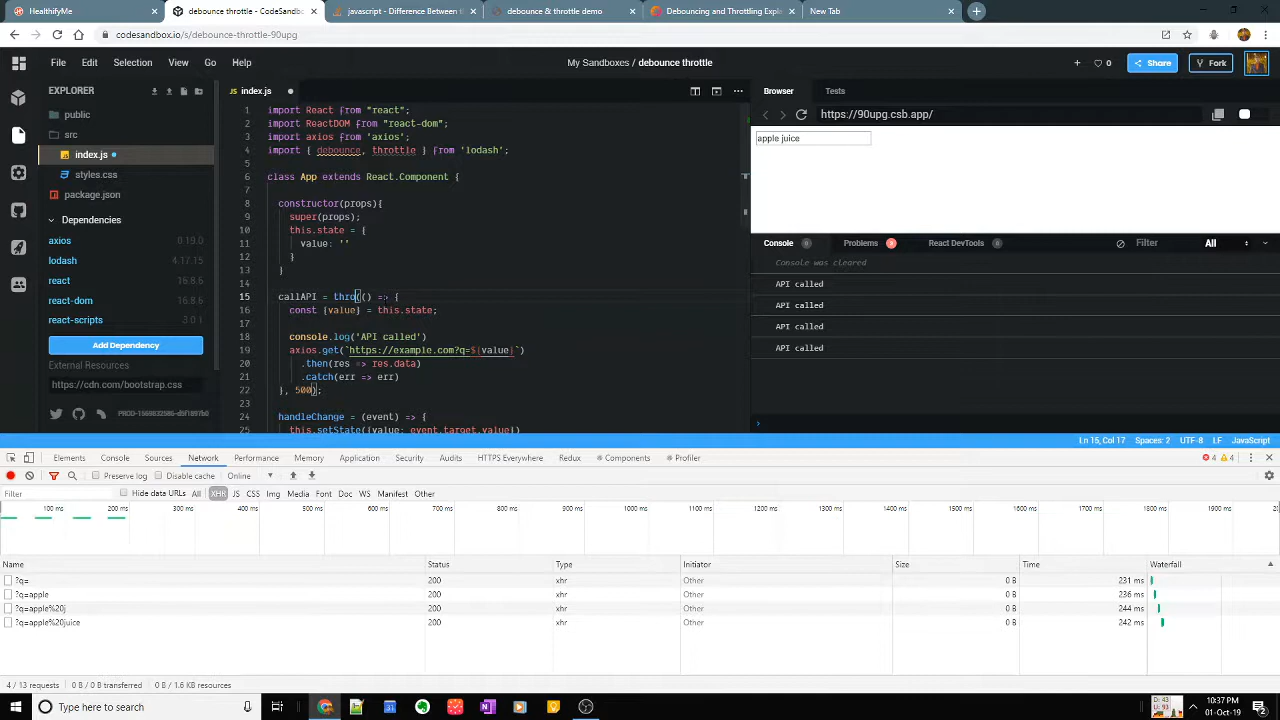 HealthifyMe
debounce throttle - CodeSandbox
javascript - Difference Between th
debounce & throttle demo
Debouncing and Throttling Explai
New Tab
codesandbox.io/s/debounce-throttle-90upg
File Edit Selection View Go Help
My Sandboxes / debounce throttle
0
Share
Fork
EXPLORER
public
src
index.js
styles.css
package.json
Dependencies
axios 0.19.0
lodash 4.17.15
react 16.8.6
react-dom 16.8.6
react-scripts 3.0.1
Add Dependency
External Resources
https://cdn.com/bootstrap.css
index.js
1 import React from "react";
2 import ReactDOM from "react-dom";
3 import axios from 'axios';
4 import { debounce, throttle } from 'lodash';
5
6 class App extends React.Component {
7
8 constructor(props){
9 super(props);
10 this.state = {
11 value: ''
12 }
13 }
14
15 callAPI = thro(() => {
16 const {value} = this.state;
17
18 console.log('API called')
19 axios.get(`https://example.com?q=${value}`)
20 .then(res => res.data)
21 .catch(err => err)
22 }, 500);
23
24 handleChange = (event) => {
25 this.setState({value: event.target.value})
Browser Tests
https://90upg.csb.app/
apple juice
Console 0 Problems 8 React DevTools 0 Filter All
Console was cleared
API called
API called
API called
API called
Ln 15, Col 17 Spaces: 2 UTF-8 LF JavaScript
Elements Console Sources Network Performance Memory Application Security Audits HTTPS Everywhere Redux Components Profiler 4 4
Preserve log Disable cache Online
Filter Hide data URLs All XHR JS CSS Img Media Font Doc WS Manifest Other
100 ms 200 ms 300 ms 400 ms 500 ms 600 ms 700 ms 800 ms 900 ms 1000 ms 1100 ms 1200 ms 1300 ms 1400 ms 1500 ms 1600 ms 1700 ms 1800 ms 1900 ms
Name Status Type Initiator Size Time Waterfall
?q= 200 xhr Other 0 B 231 ms
?q=apple 200 xhr Other 0 B 236 ms
?q=apple%20j 200 xhr Other 0 B 244 ms
?q=apple%20juice 200 xhr Other 0 B 242 ms
4 / 13 requests 0 B / 0 B transferred 0 B / 1.6 KB resources
Type here to search
D: 43
U: 93
10:37 PM
01-Oct-19
2